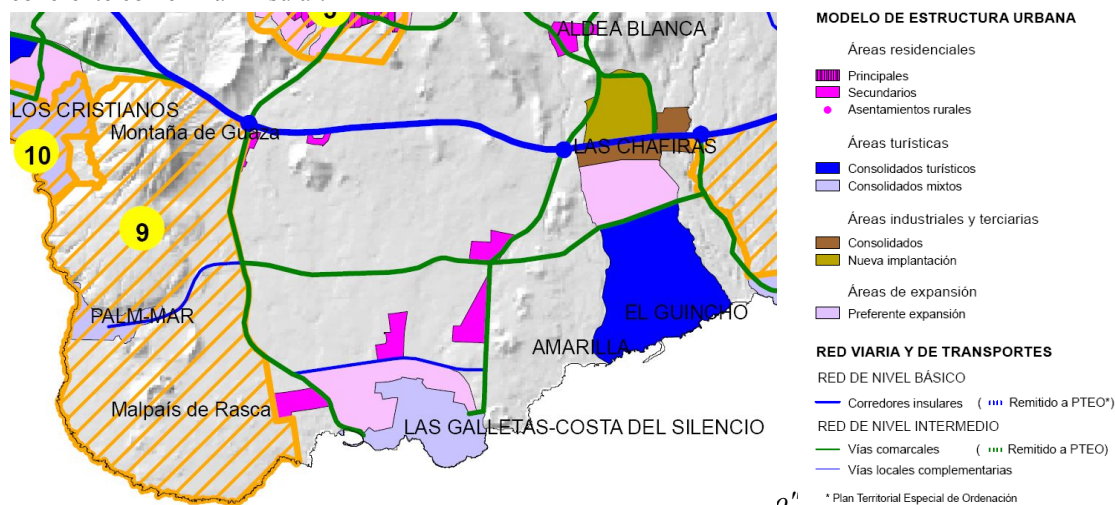 ALDEA BLANCA
LOS CRISTIANOS
Montaña de Guaza
10
LAS CHAFIRAS
9
PALM-MAR
EL GUINCHO
AMARILLA
Malpaís de Rasca
LAS GALLETAS-COSTA DEL SILENCIO
MODELO DE ESTRUCTURA URBANA
Áreas residenciales
Principales
Secundarios
Asentamientos rurales
Áreas turísticas
Consolidados turísticos
Consolidados mixtos
Áreas industriales y terciarias
Consolidados
Nueva implantación
Áreas de expansión
Preferente expansión
RED VIARIA Y DE TRANSPORTES
RED DE NIVEL BÁSICO
Corredores insulares ( Remitido a PTEO*)
RED DE NIVEL INTERMEDIO
Vías comarcales ( Remitido a PTEO)
Vías locales complementarias
* Plan Territorial Especial de Ordenación